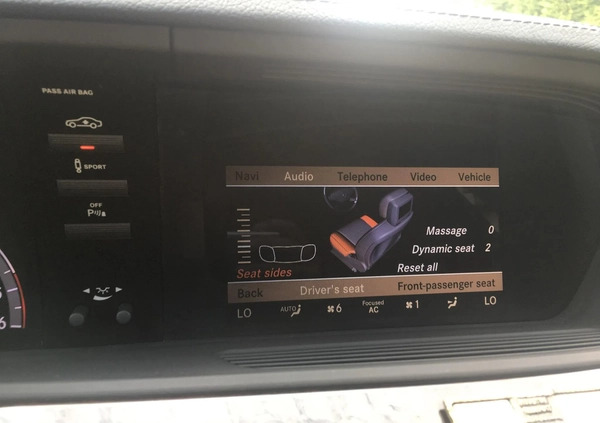 PASS AIR BAG
SPORT
OFF
P
Navi Audio Telephone Video Vehicle
Massage 0
Dynamic seat 2
Seat sides
Reset all
Back Driver's seat Front-passenger seat
LO AUTO 6 Focused AC 1 LO
6